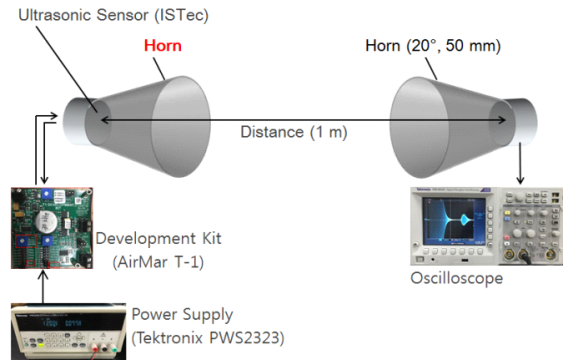 Ultrasonic Sensor (ISTec)
Horn
Horn (20°, 50 mm)
Distance (1 m)
Development Kit
(AirMar T-1)
Oscilloscope
Power Supply
(Tektronix PWS2323)